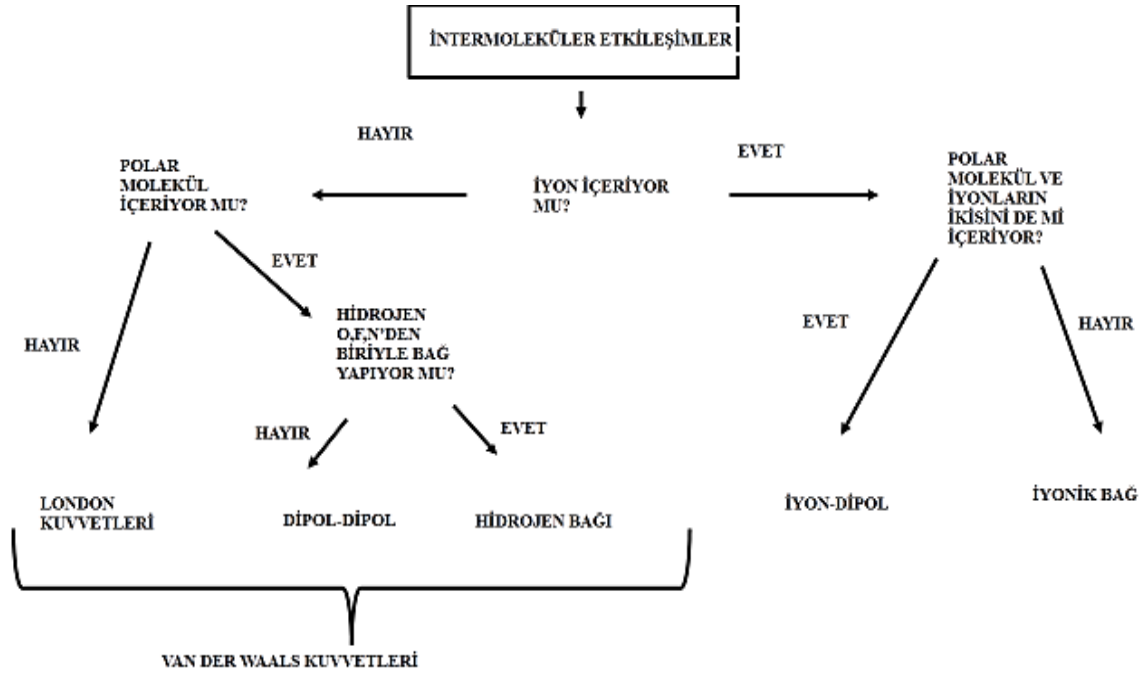 İNTERMOLEKÜLER ETKİLEŞİMLER
HAYIR
EVET
POLAR
MOLEKÜL
İÇERİYOR MU?
İYON İÇERİYOR
MU?
POLAR
MOLEKÜL VE
İYONLARIN
İKİSİNİ DE Mİ
İÇERİYOR?
EVET
HAYIR
HİDROJEN
O,F,N'DEN
BİRİYLE BAĞ
YAPIYOR MU?
EVET
HAYIR
HAYIR
EVET
LONDON
KUVVETLERİ
DİPOL-DİPOL
HİDROJEN BAĞI
İYON-DİPOL
İYONİK BAĞ
VAN DER WAALS KUVVETLERİ